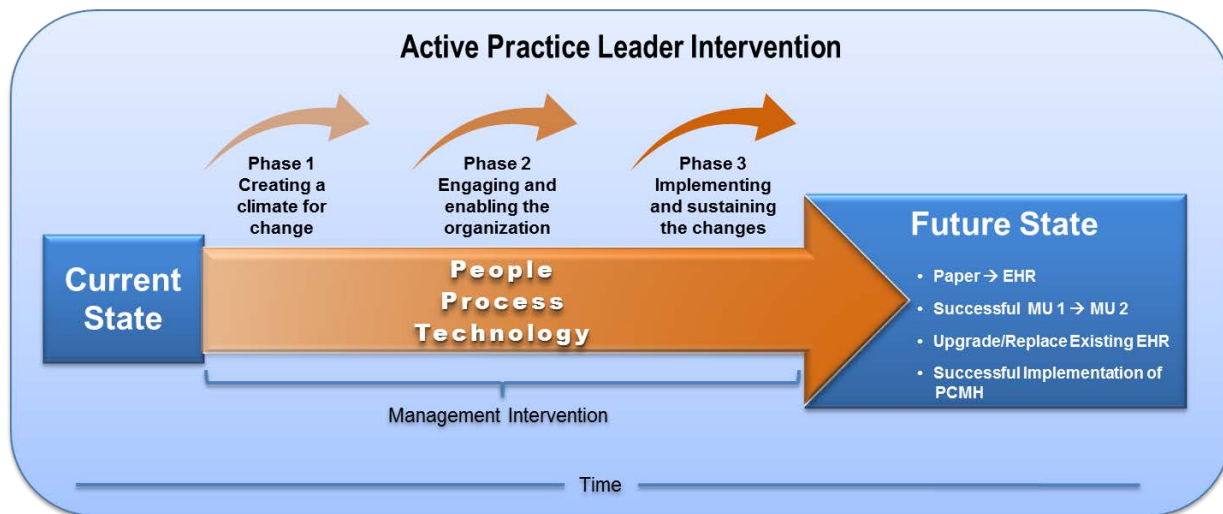 Active Practice Leader Intervention
Phase 1
Creating a
climate for
change
Phase 2
Engaging and
enabling the
organization
Phase 3
Implementing
and sustaining
the changes
Current
State
People
Process
Technology
Future State
• Paper → EHR
• Successful MU 1 → MU 2
• Upgrade/Replace Existing EHR
• Successful Implementation of
PCMH
Management Intervention
Time